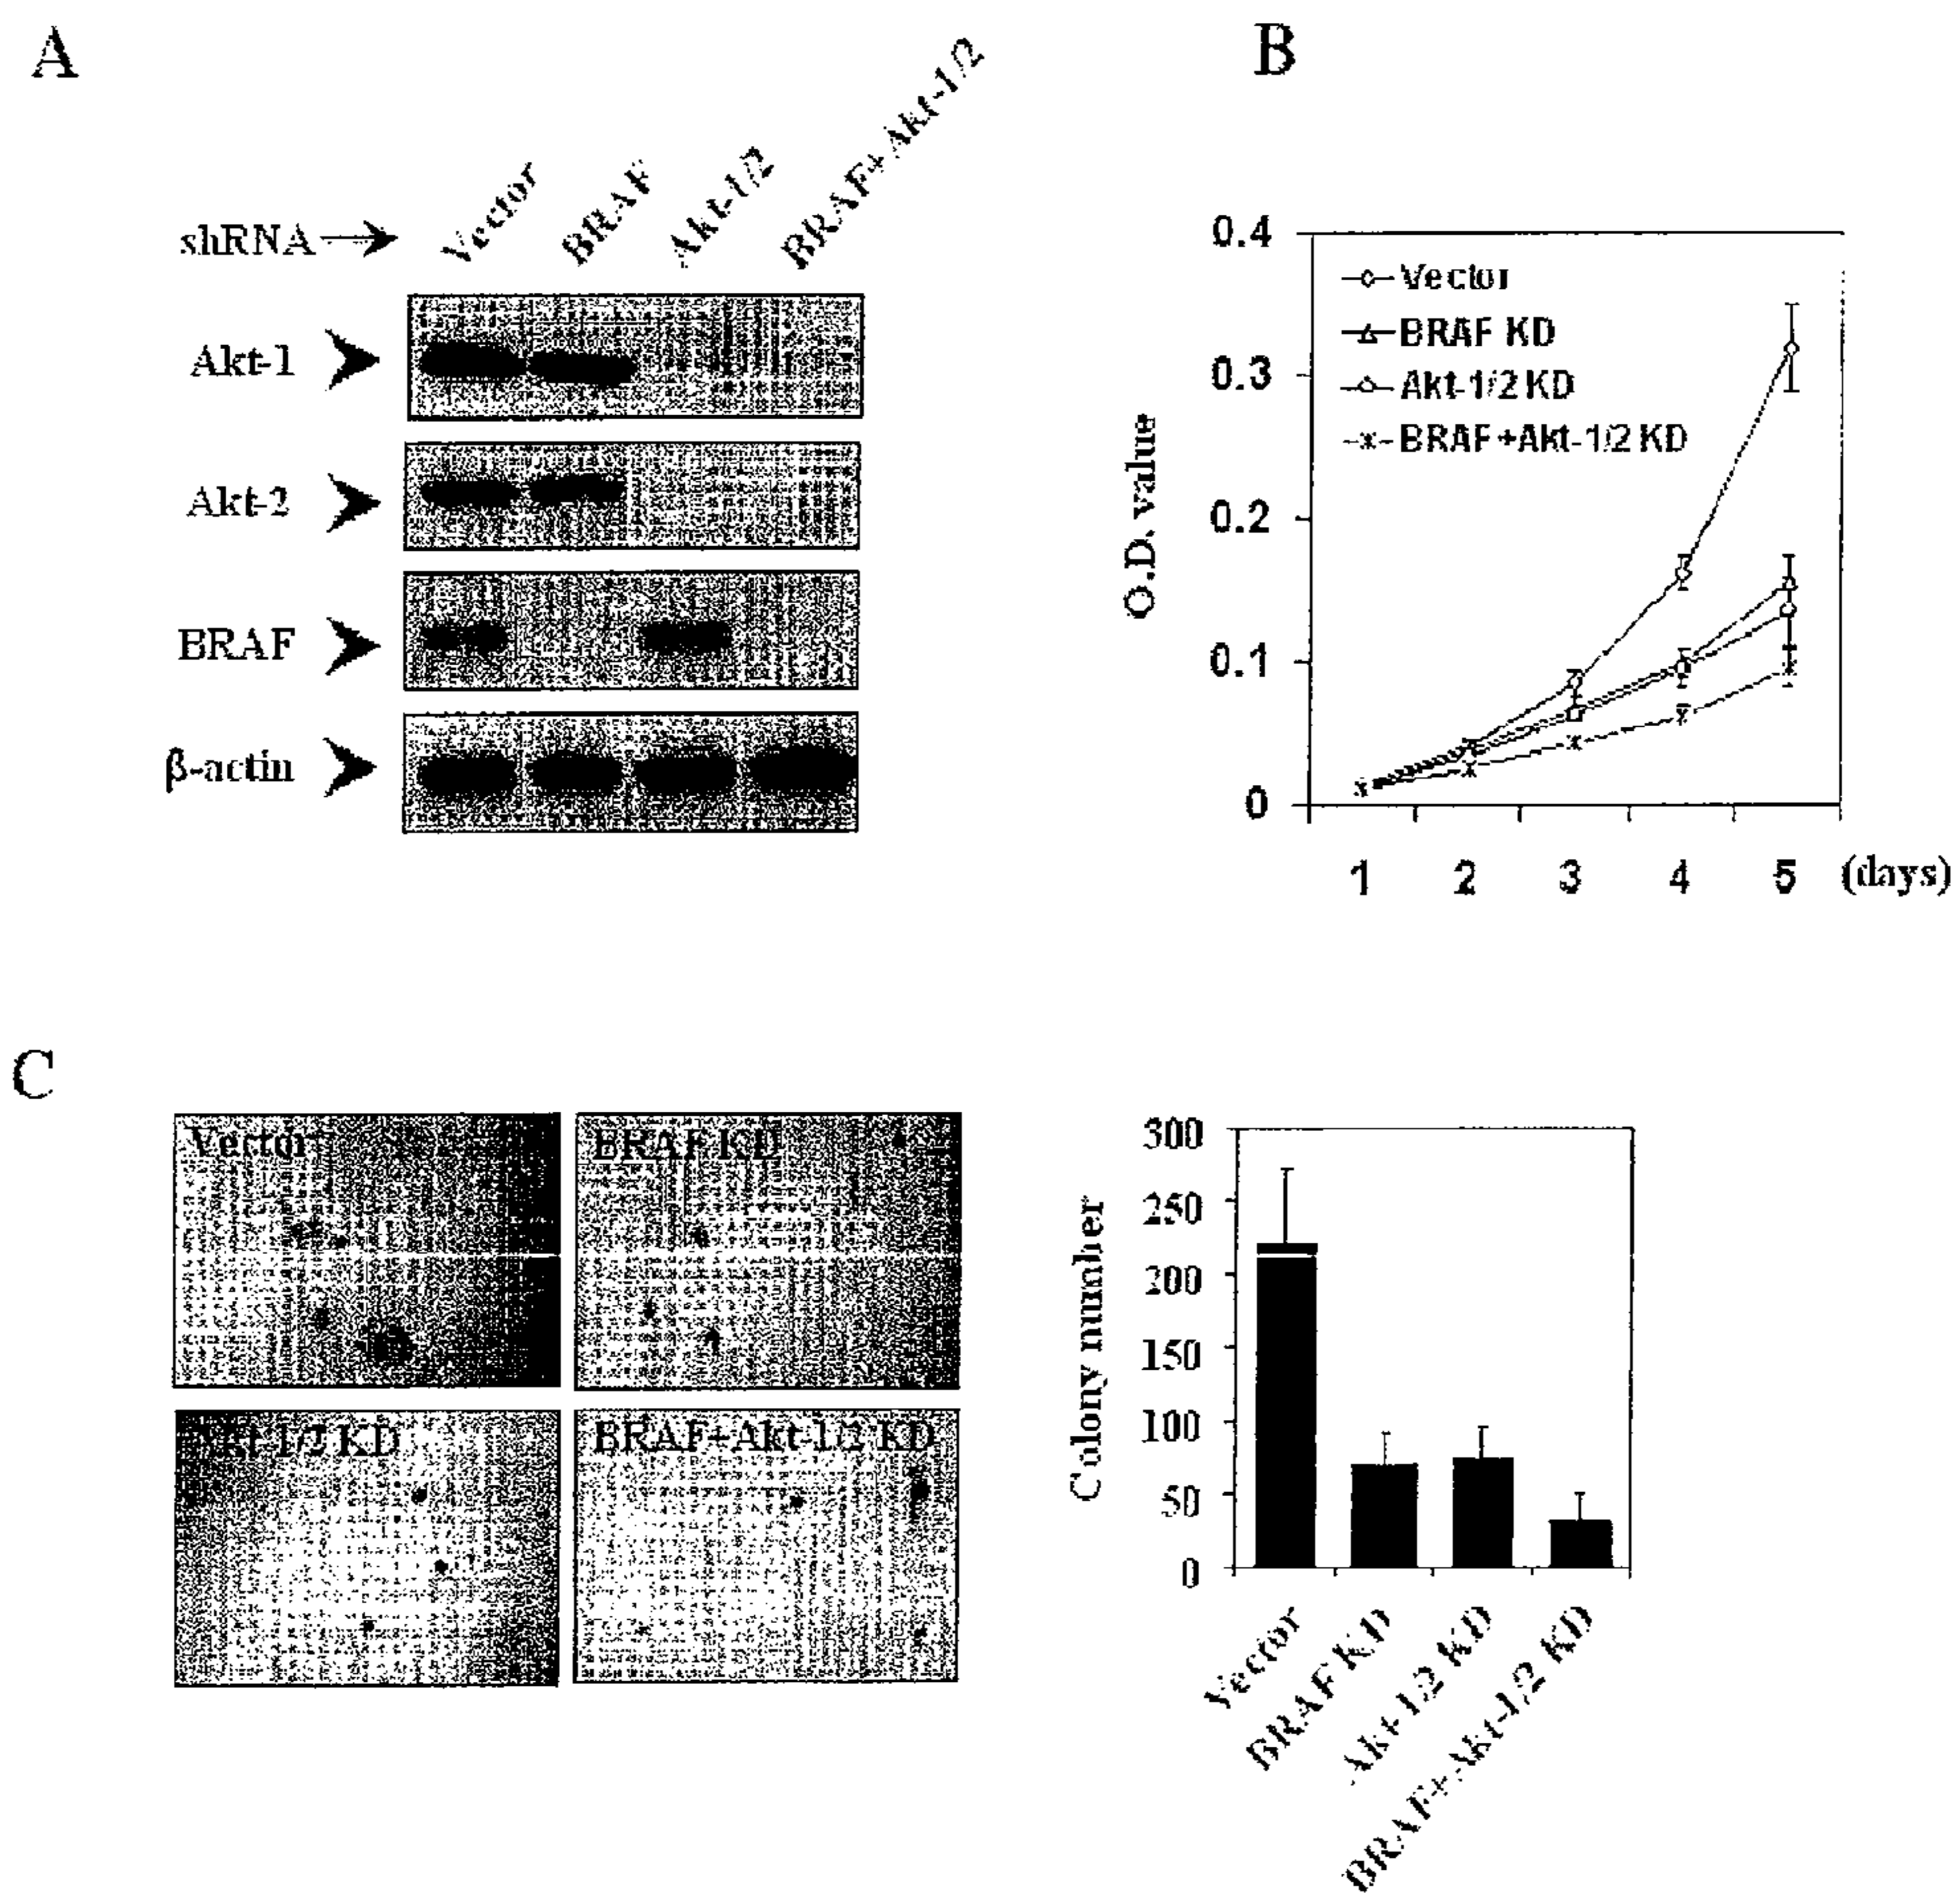 A
shRNA
Vector
BRAF
Akt-1/2
BRAF+Akt-1/2
Akt-1
Akt-2
BRAF
β-actin
B
0.4
0.3
0.2
0.1
0
O.D. value
Vector
BRAF KD
Akt-1/2 KD
BRAF+Akt-1/2 KD
1 2 3 4 5 (days)
C
Vector
BRAF KD
Akt-1/2 KD
BRAF+Akt-1/2 KD
Colony number
300
250
200
150
100
50
0
Vector
BRAF KD
Akt-1/2 KD
BRAF+Akt-1/2 KD